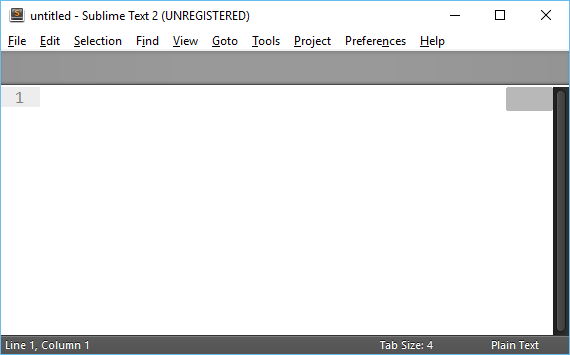 untitled - Sublime Text 2 (UNREGISTERED)
File Edit Selection Find View Goto Tools Project Preferences Help
1
Line 1, Column 1 Tab Size: 4 Plain Text